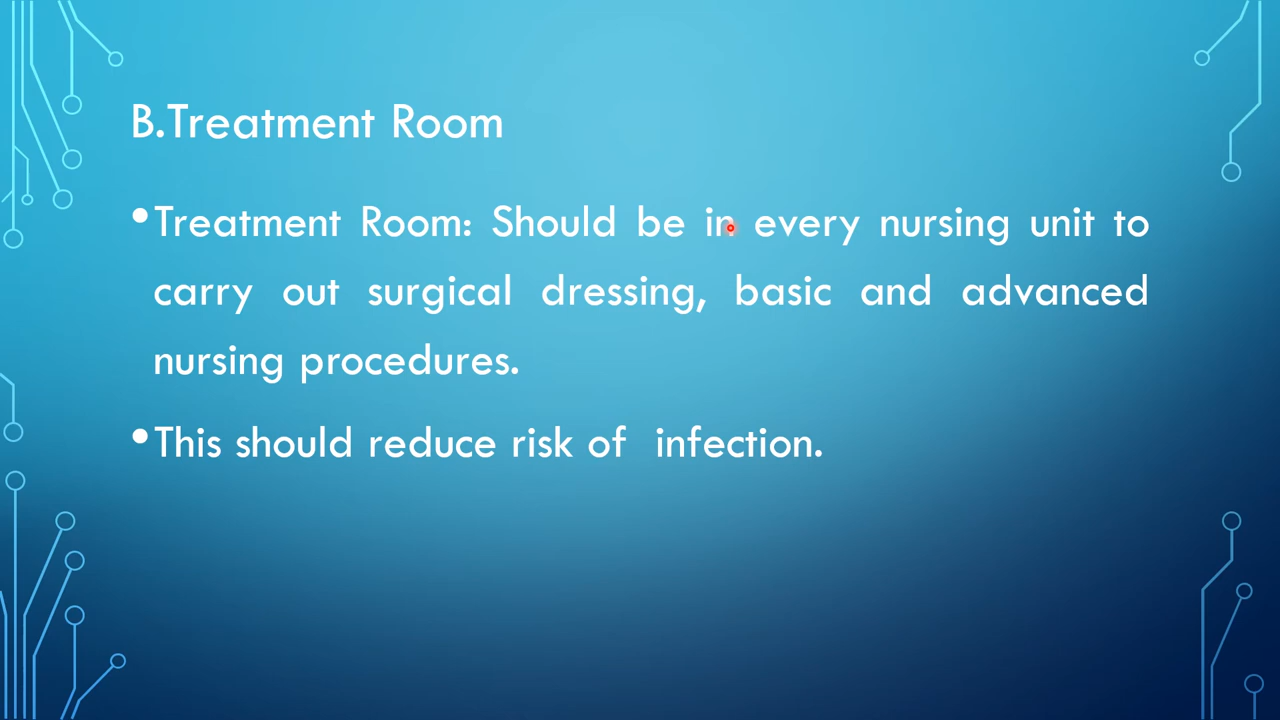 B.Treatment Room
•Treatment Room: Should be in every nursing unit to
carry out surgical dressing, basic and advanced
nursing procedures.
•This should reduce risk of  infection.